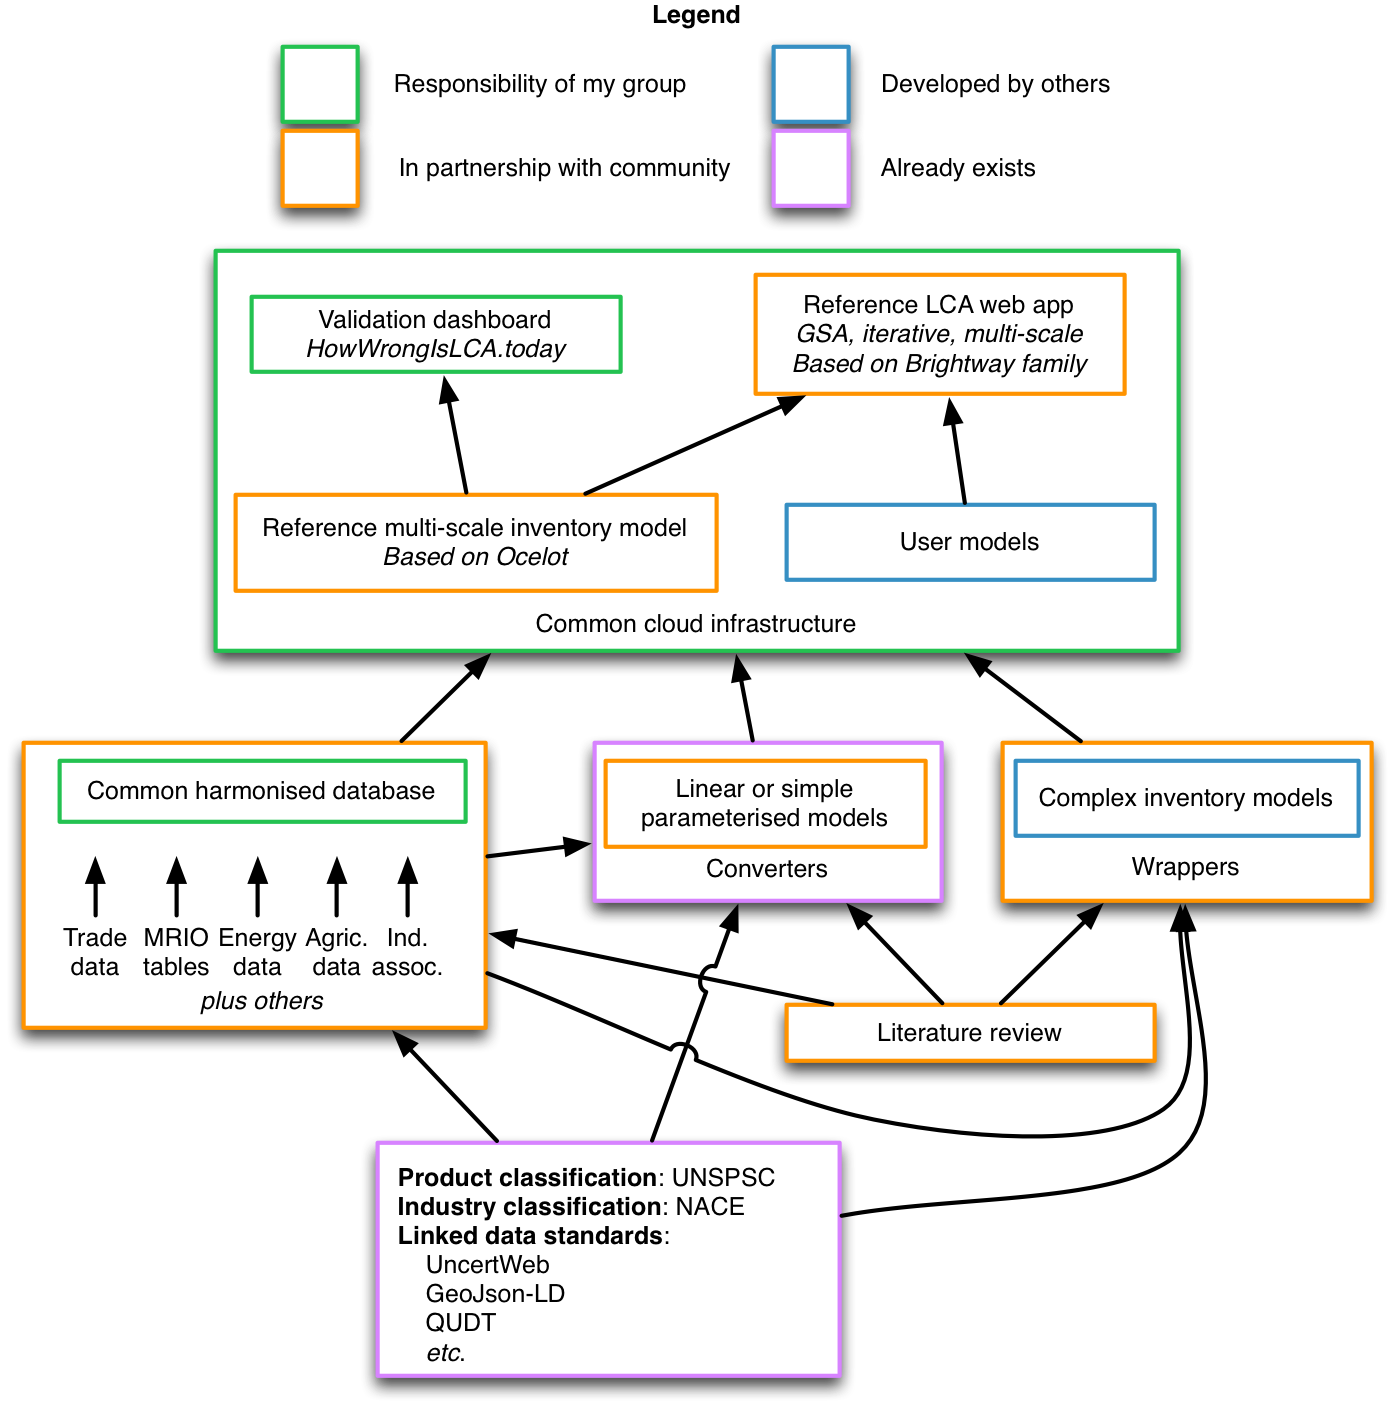 Legend
Responsibility of my group
Developed by others
In partnership with community
Already exists
Validation dashboard
HowWrongIsLCA.today
Reference LCA web app
GSA, iterative, multi-scale
Based on Brightway family
Reference multi-scale inventory model
Based on Ocelot
User models
Common cloud infrastructure
Common harmonised database
Trade data
MRIO tables
Energy data
Agric. data
Ind. assoc.
plus others
Linear or simple
parameterised models
Converters
Complex inventory models
Wrappers
Literature review
Product classification: UNSPSC
Industry classification: NACE
Linked data standards:
UncertWeb
GeoJson-LD
QUDT
etc.